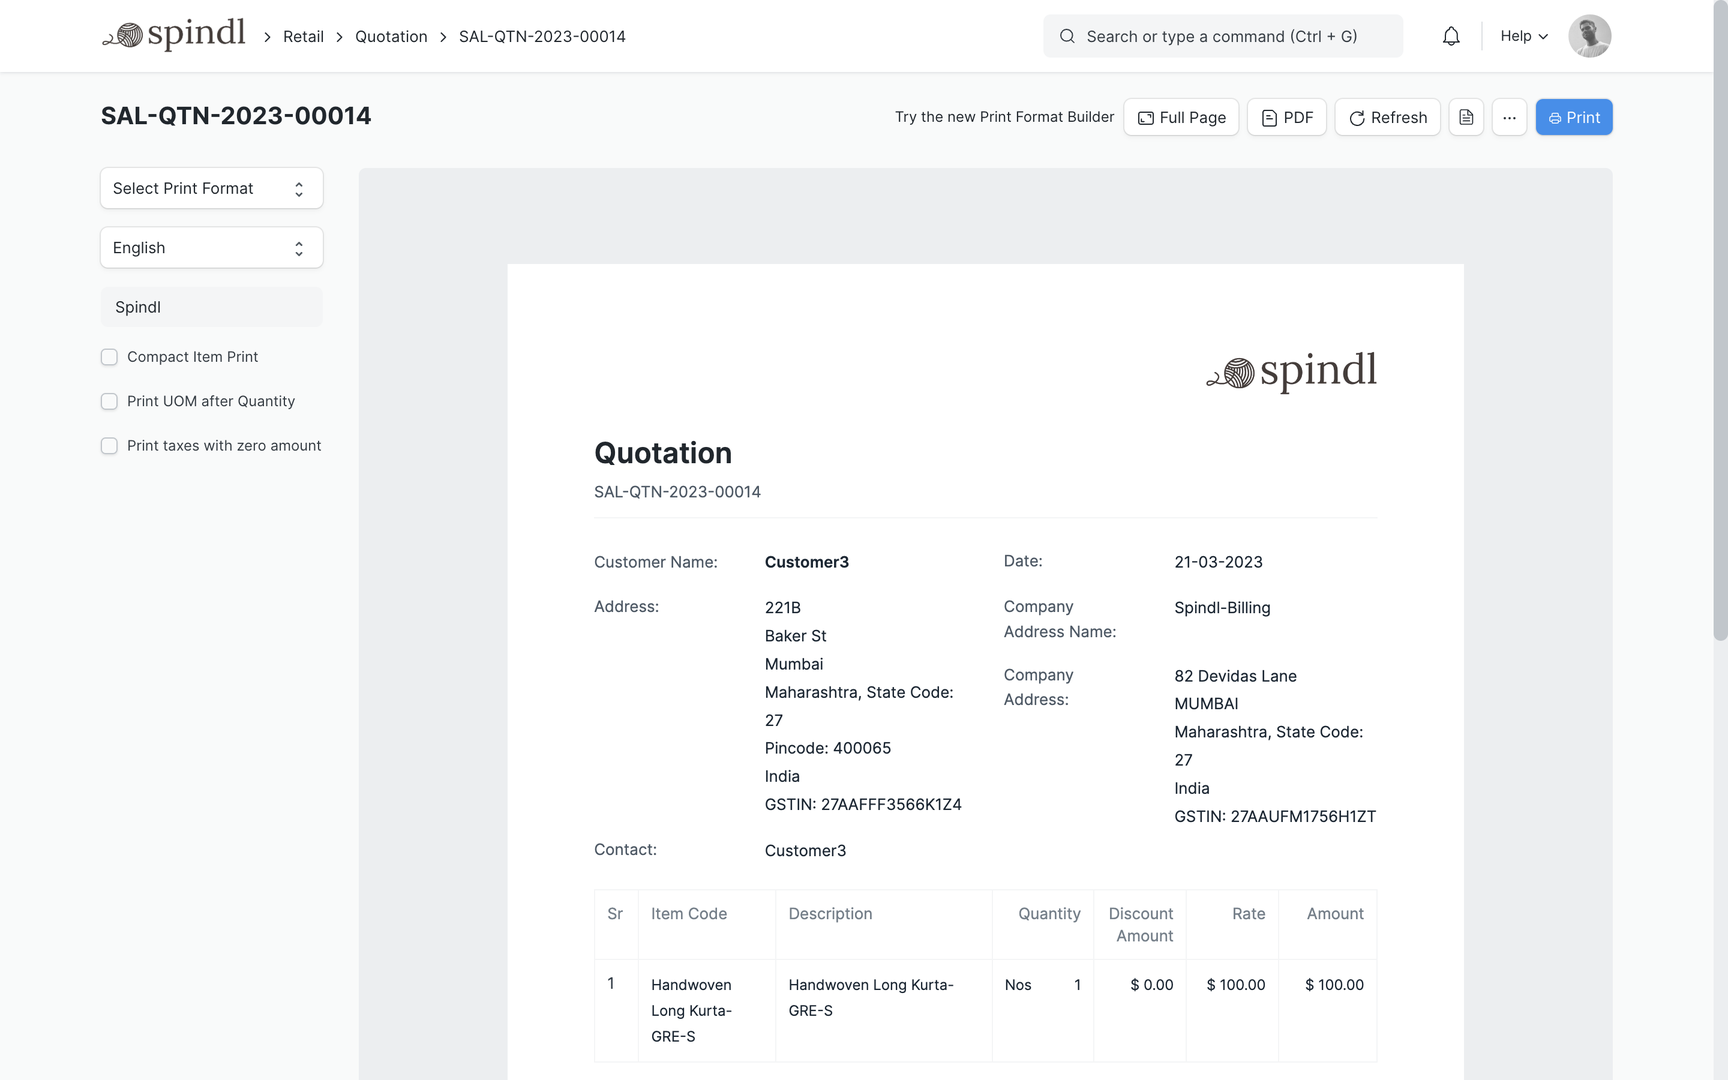 spindl
Retail
Quotation
SAL-QTN-2023-00014
Search or type a command (Ctrl + G)
Help
SAL-QTN-2023-00014
Try the new Print Format Builder
Full Page
PDF
Refresh
Print
Select Print Format
English
Spindl
Compact Item Print
Print UOM after Quantity
Print taxes with zero amount
spindl
Quotation
SAL-QTN-2023-00014
Customer Name:
Customer3
Address:
221B
Baker St
Mumbai
Maharashtra, State Code:
27
Pincode: 400065
India
GSTIN: 27AAFFF3566K1Z4
Contact:
Customer3
Date:
21-03-2023
Company
Address Name:
Spindl-Billing
Company
Address:
82 Devidas Lane
MUMBAI
Maharashtra, State Code:
27
India
GSTIN: 27AAUFM1756H1ZT
Sr
Item Code
Description
Quantity
Discount
Amount
Rate
Amount
1
Handwoven
Long Kurta-
GRE-S
Handwoven Long Kurta-
GRE-S
Nos 1
$ 0.00
$ 100.00
$ 100.00